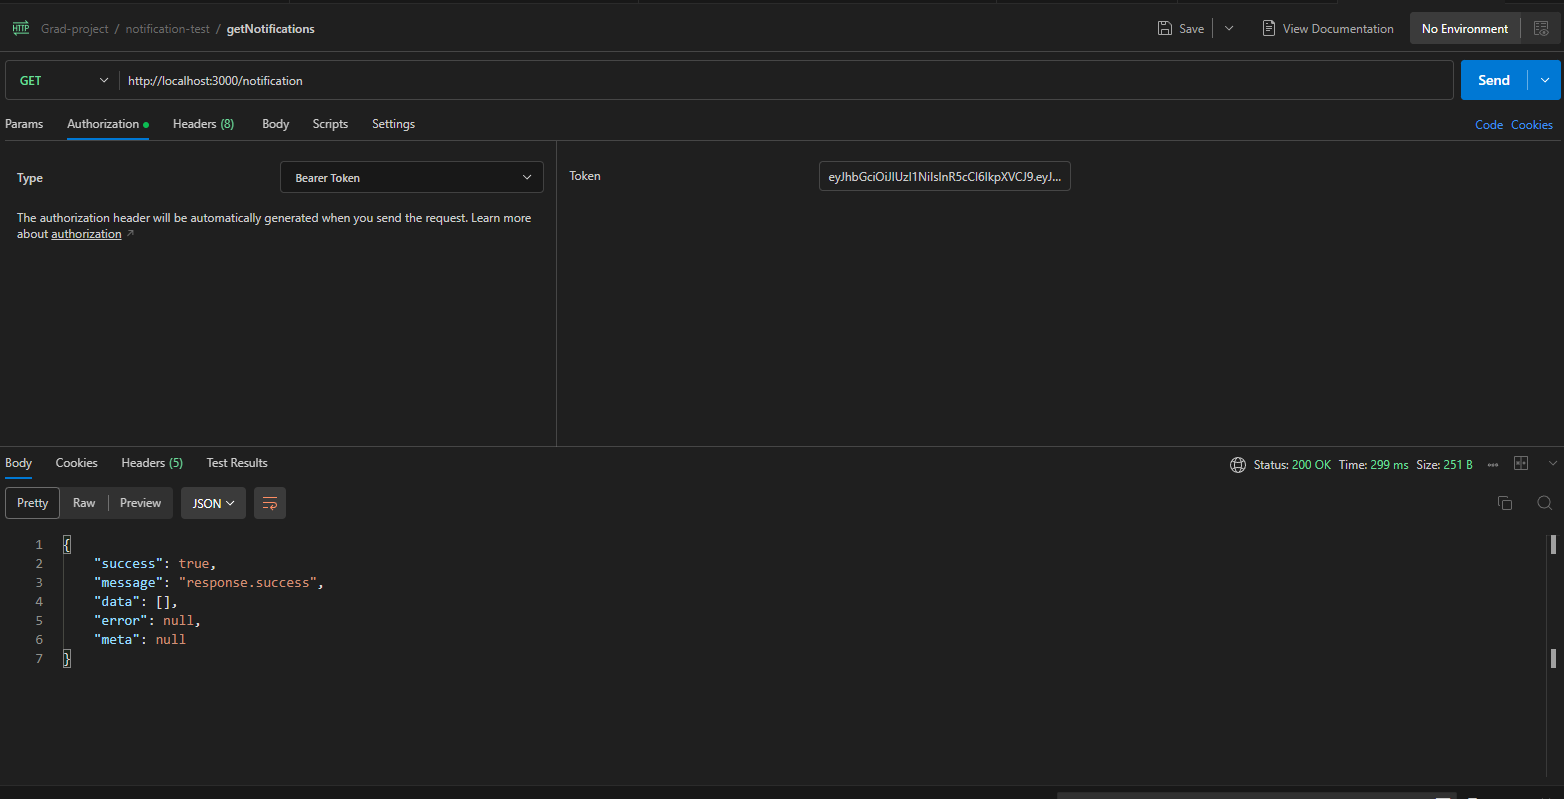 HTTP Grad-project / notification-test / getNotifications Save View Documentation No Environment
GET http://localhost:3000/notification Send
Params Authorization Headers (8) Body Scripts Settings Code Cookies
Type Bearer Token Token eyJhbGciOiJIUzI1NiIsInR5cCI6IkpXVCJ9.eyJ...
The authorization header will be automatically generated when you send the request. Learn more
about authorization ↗
Body Cookies Headers (5) Test Results Status: 200 OK Time: 299 ms Size: 251 B
Pretty Raw Preview JSON
1 {
2 "success": true,
3 "message": "response.success",
4 "data": [],
5 "error": null,
6 "meta": null
7 }